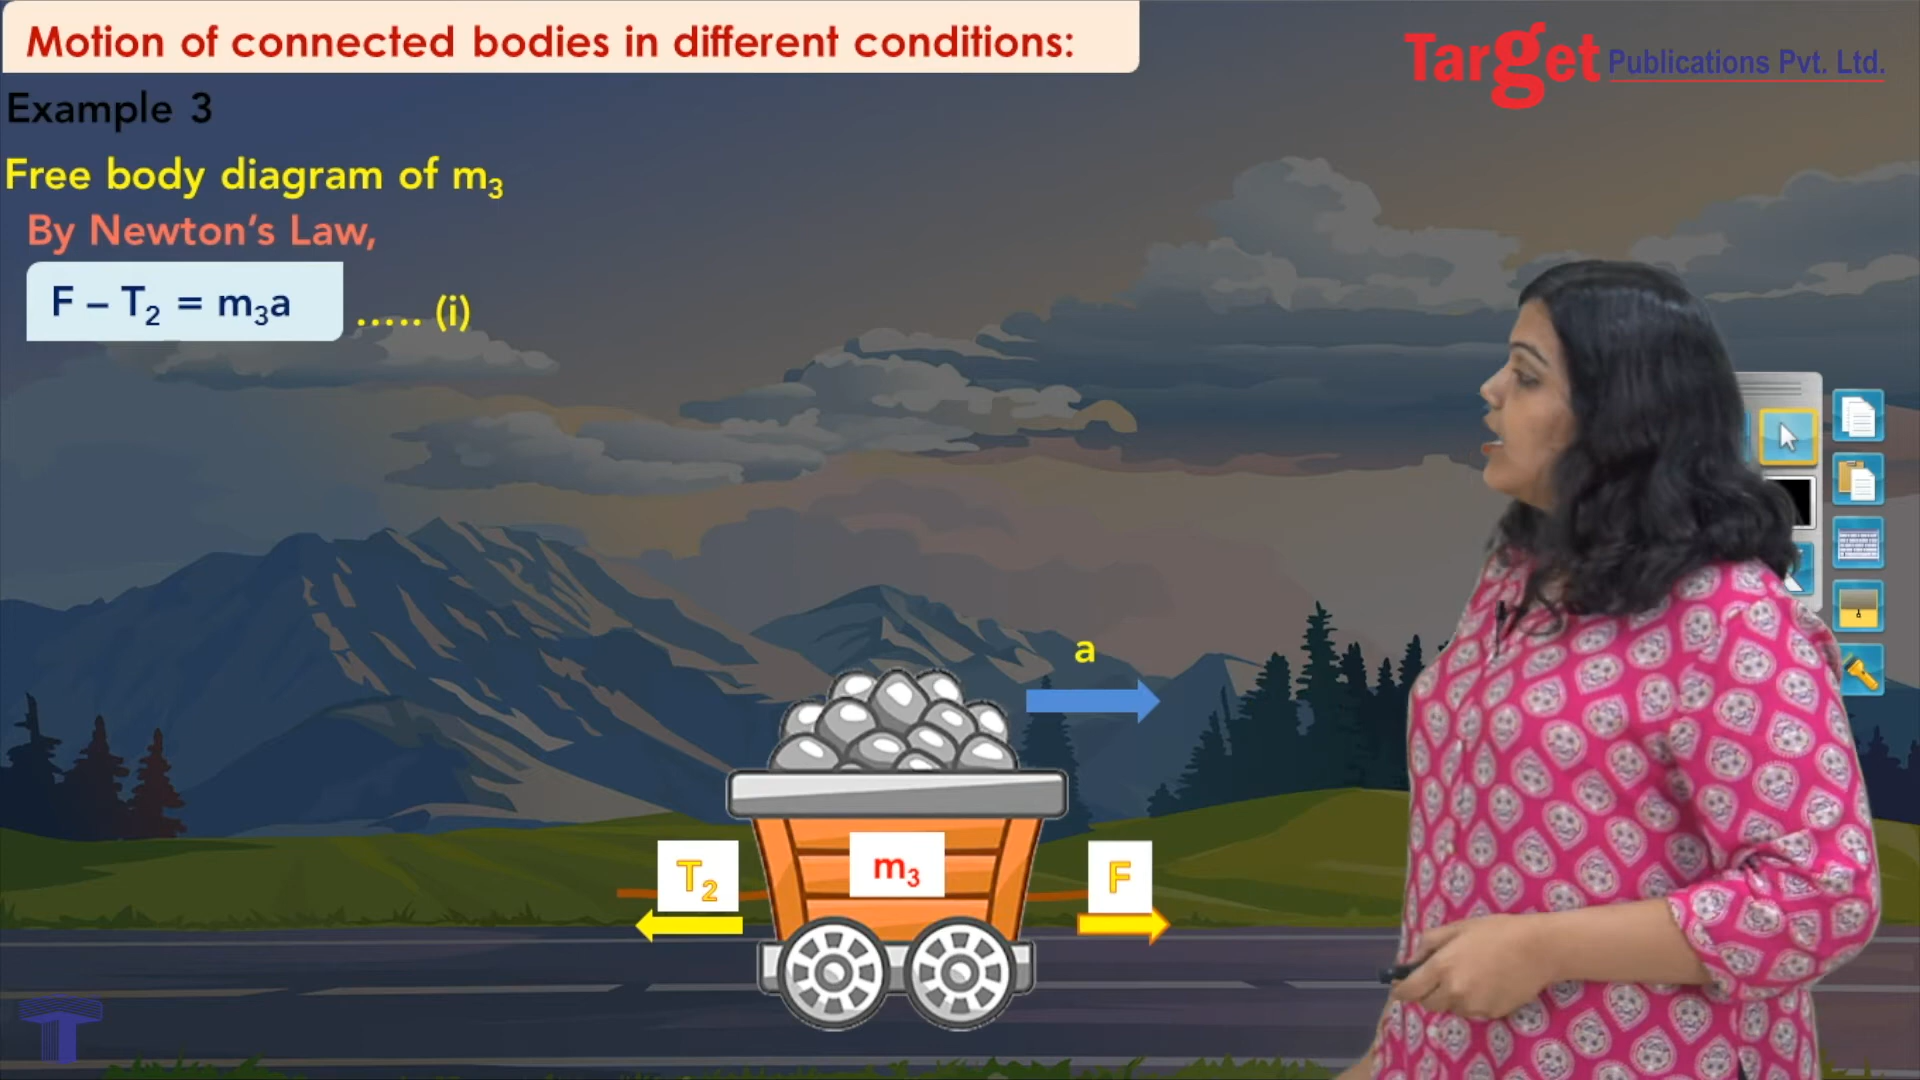 Motion of connected bodies in different conditions:
Target Publications Pvt. Ltd.
Example 3
Free body diagram of m₃
By Newton's Law,
F – T₂ = m₃a ..... (i)
a
T₂
m₃
F
T